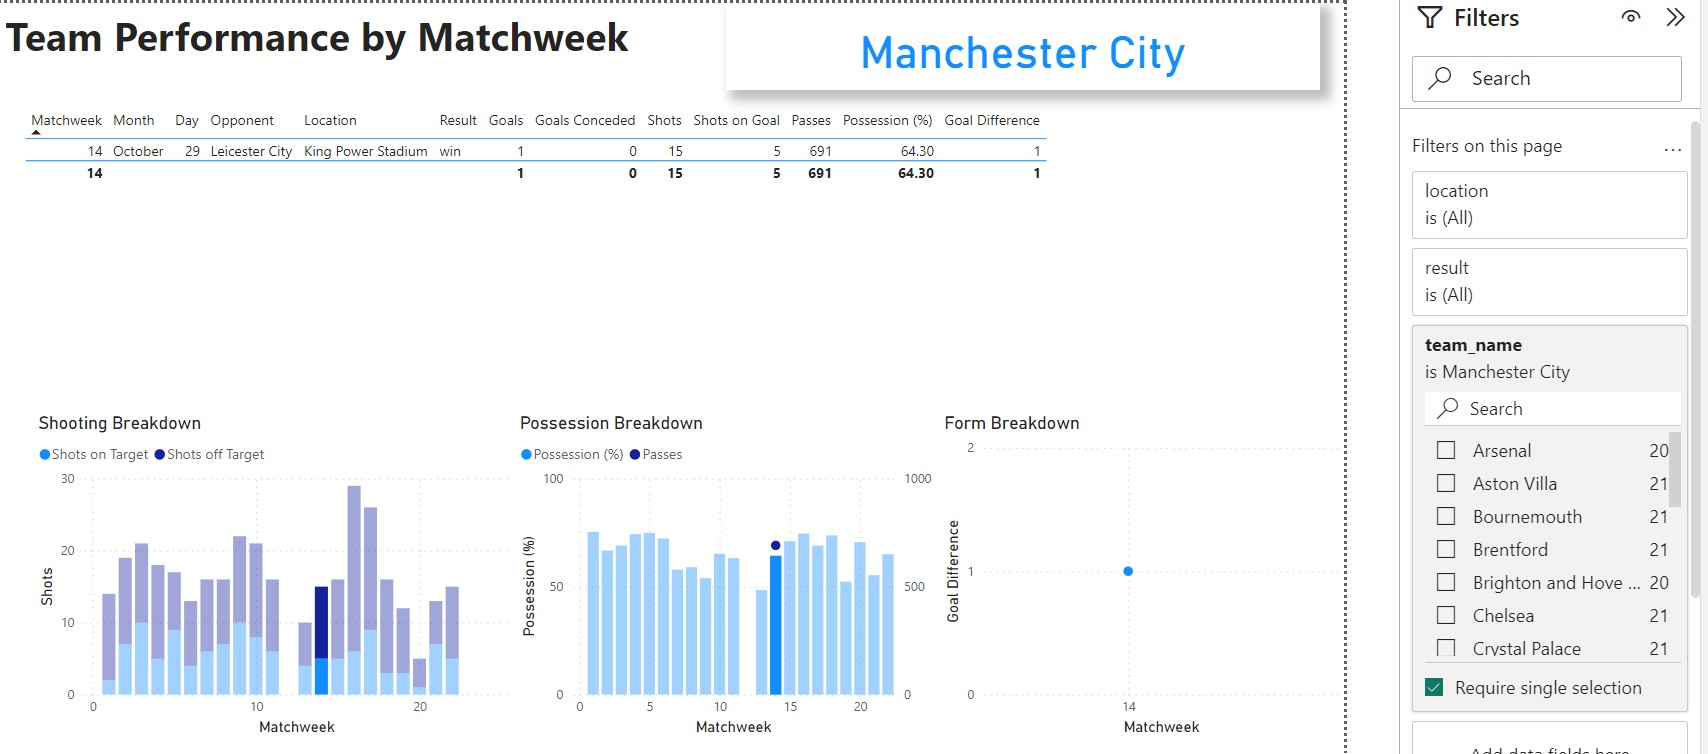 Team Performance by Matchweek
Manchester City
Matchweek Month Day Opponent Location Result Goals Goals Conceded Shots Shots on Goal Passes Possession (%) Goal Difference
14 October 29 Leicester City King Power Stadium win 1 0 15 5 691 64.30 1
14 1 0 15 5 691 64.30 1
Shooting Breakdown
Shots on Target Shots off Target
30
20
10
0
Shots
0 10 20
Matchweek
Possession Breakdown
Possession (%) Passes
100 1000
50 500
0 0
Possession (%)
0 5 10 15 20
Matchweek
Form Breakdown
2
1
0
Goal Difference
14
Matchweek
Filters
Search
Filters on this page ...
location
is (All)
result
is (All)
team_name
is Manchester City
Search
Arsenal 20
Aston Villa 21
Bournemouth 21
Brentford 21
Brighton and Hove ... 20
Chelsea 21
Crystal Palace 21
Require single selection
Add data fields here